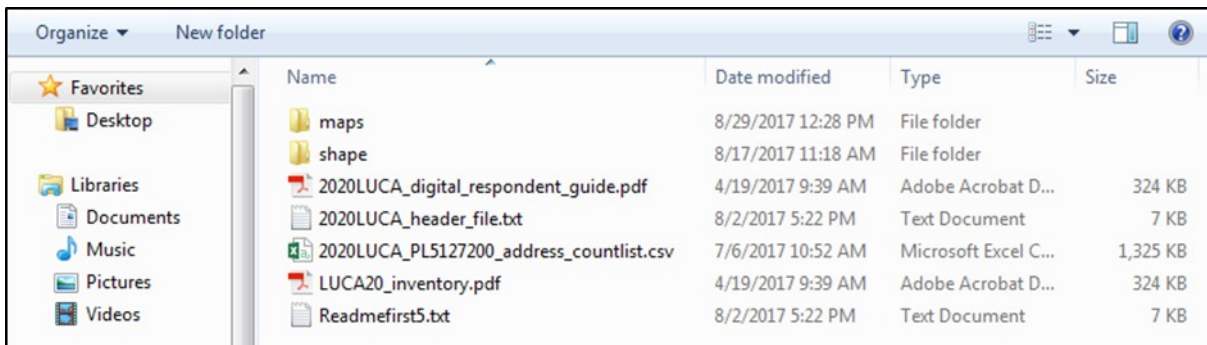 Organize New folder
Favorites Name Date modified Type Size
Desktop maps 8/29/2017 12:28 PM File folder
shape 8/17/2017 11:18 AM File folder
Libraries 2020LUCA_digital_respondent_guide.pdf 4/19/2017 9:39 AM Adobe Acrobat D... 324 KB
Documents 2020LUCA_header_file.txt 8/2/2017 5:22 PM Text Document 7 KB
Music 2020LUCA_PL5127200_address_countlist.csv 7/6/2017 10:52 AM Microsoft Excel C... 1,325 KB
Pictures LUCA20_inventory.pdf 4/19/2017 9:39 AM Adobe Acrobat D... 324 KB
Videos Readmefirst5.txt 8/2/2017 5:22 PM Text Document 7 KB